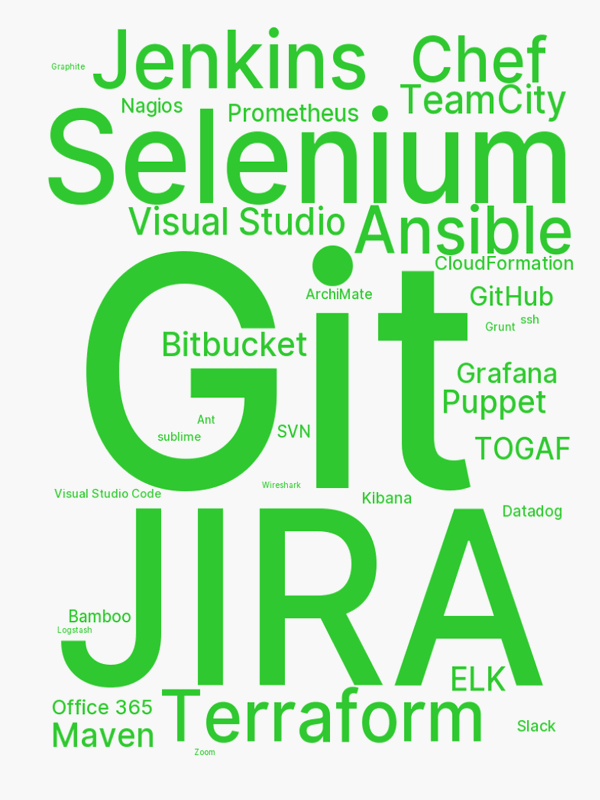 Jenkins
Chef
Graphite
TeamCity
Nagios
Prometheus
Selenium
Visual Studio
Ansible
CloudFormation
Git
ArchiMate
GitHub
ssh
Grunt
Bitbucket
Grafana
Puppet
Ant
SVN
sublime
TOGAF
Wireshark
Visual Studio Code
Kibana
Datadog
JIRA
Bamboo
Logstash
ELK
Office 365
Terraform
Slack
Maven
Zoom